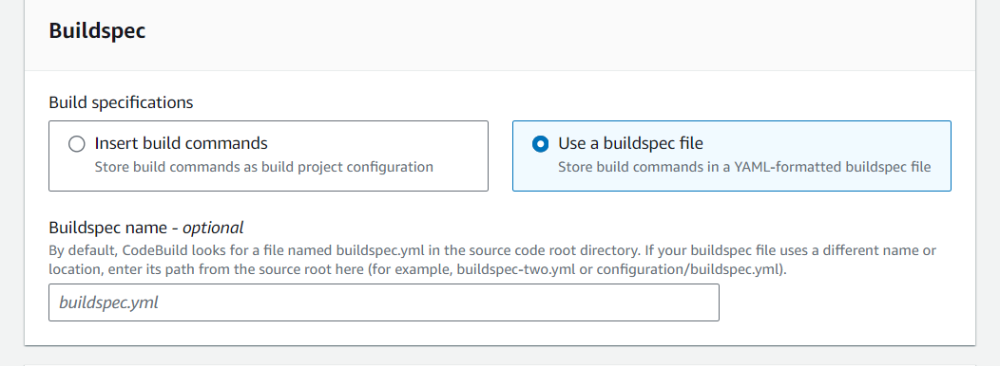 Buildspec
Build specifications
Insert build commands
Store build commands as build project configuration
Use a buildspec file
Store build commands in a YAML-formatted buildspec file
Buildspec name - optional
By default, CodeBuild looks for a file named buildspec.yml in the source code root directory. If your buildspec file uses a different name or
location, enter its path from the source root here (for example, buildspec-two.yml or configuration/buildspec.yml).
buildspec.yml